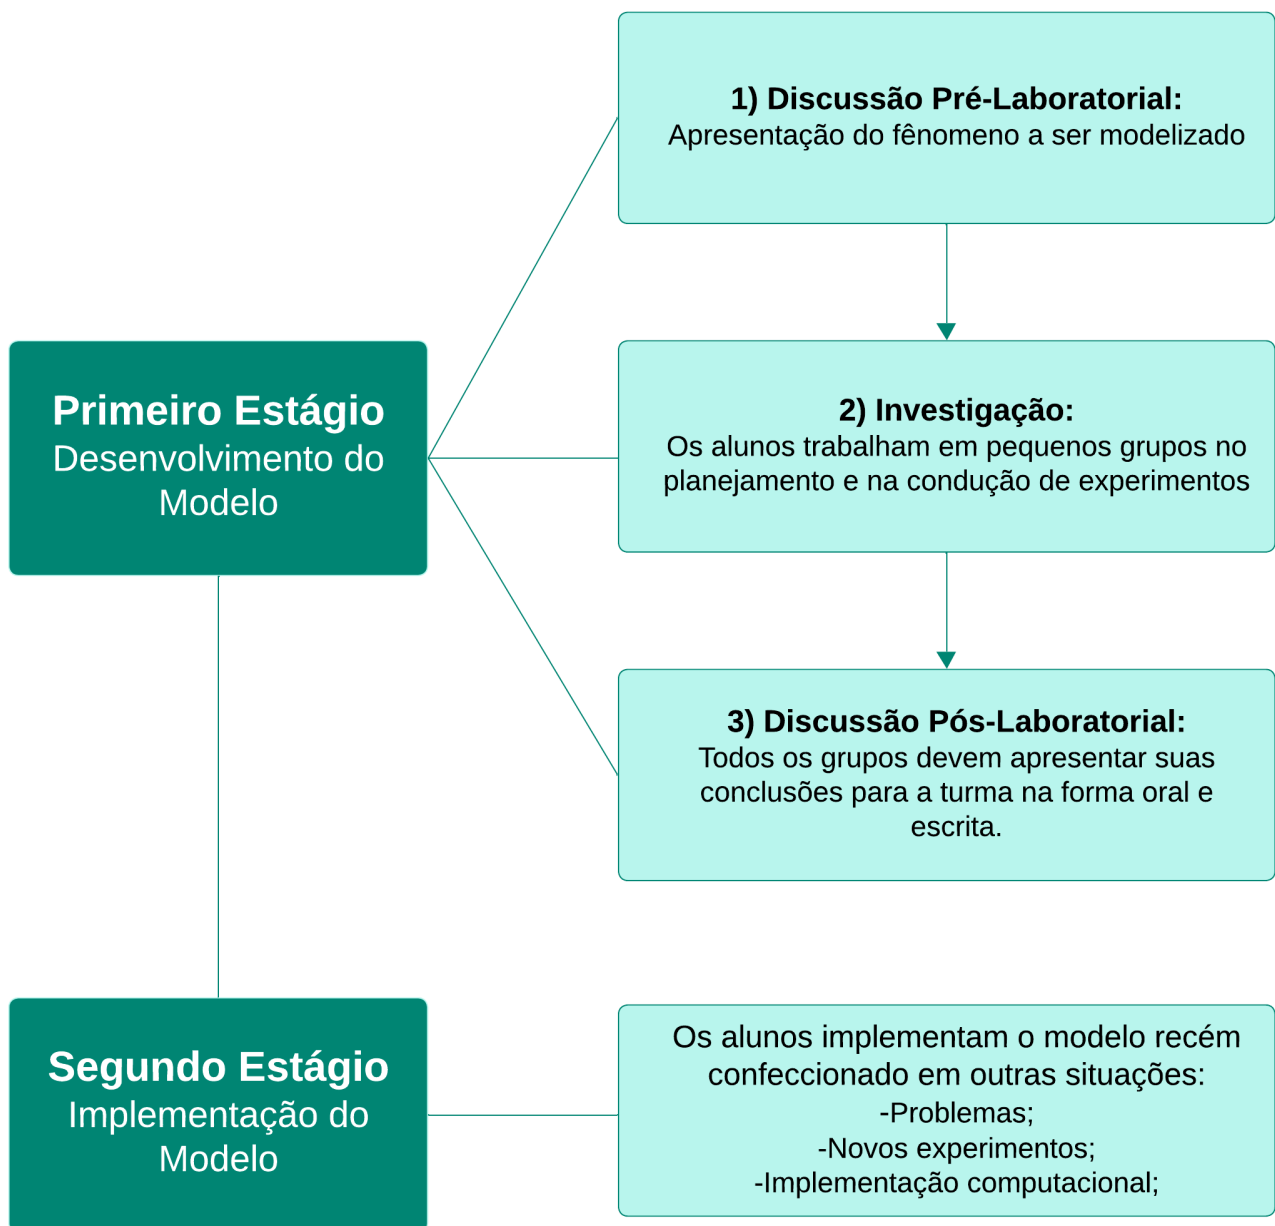 1) Discussão Pré-Laboratorial:
Apresentação do fênomeno a ser modelizado
Primeiro Estágio
Desenvolvimento do
Modelo
2) Investigação:
Os alunos trabalham em pequenos grupos no
planejamento e na condução de experimentos
3) Discussão Pós-Laboratorial:
Todos os grupos devem apresentar suas
conclusões para a turma na forma oral e
escrita.
Segundo Estágio
Implementação do
Modelo
Os alunos implementam o modelo recém
confeccionado em outras situações:
-Problemas;
-Novos experimentos;
-Implementação computacional;